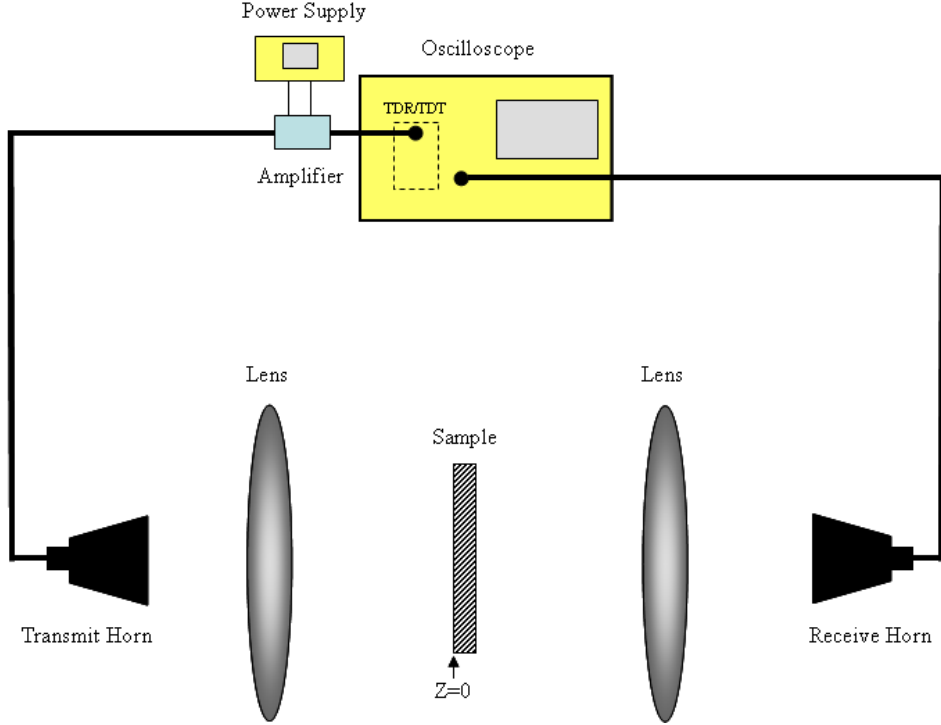 Power Supply
Oscilloscope
TDR/TDT
Amplifier
Lens
Lens
Sample
Transmit Horn
Receive Horn
Z=0